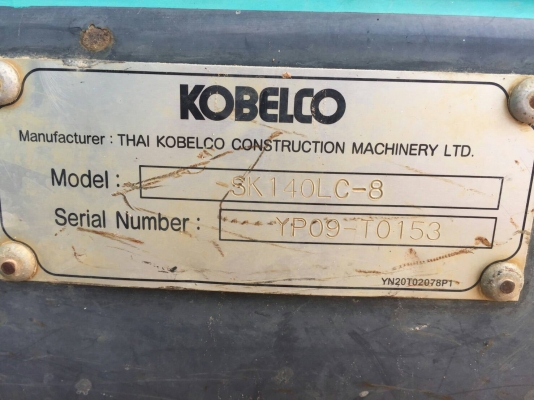 KOBELCO
Manufacturer : THAI KOBELCO CONSTRUCTION MACHINERY LTD.
Model : SK140LC-8
Serial Number : YP09-T0153
YN20T02078P1